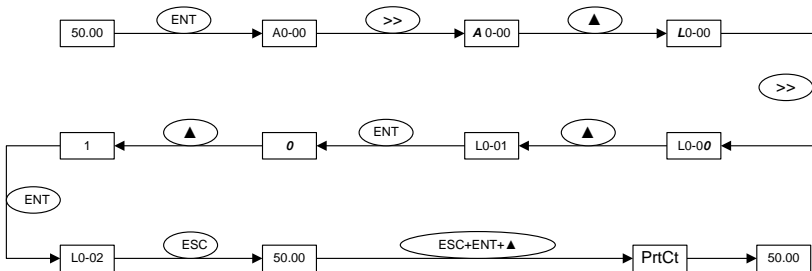 50.00 ENT A0-00 >> A 0-00 ▲ L0-00
>>
1 ▲ 0 ENT L0-01 ▲ L0-00
ENT
L0-02 ESC 50.00 ESC+ENT+▲ PrtCt 50.00